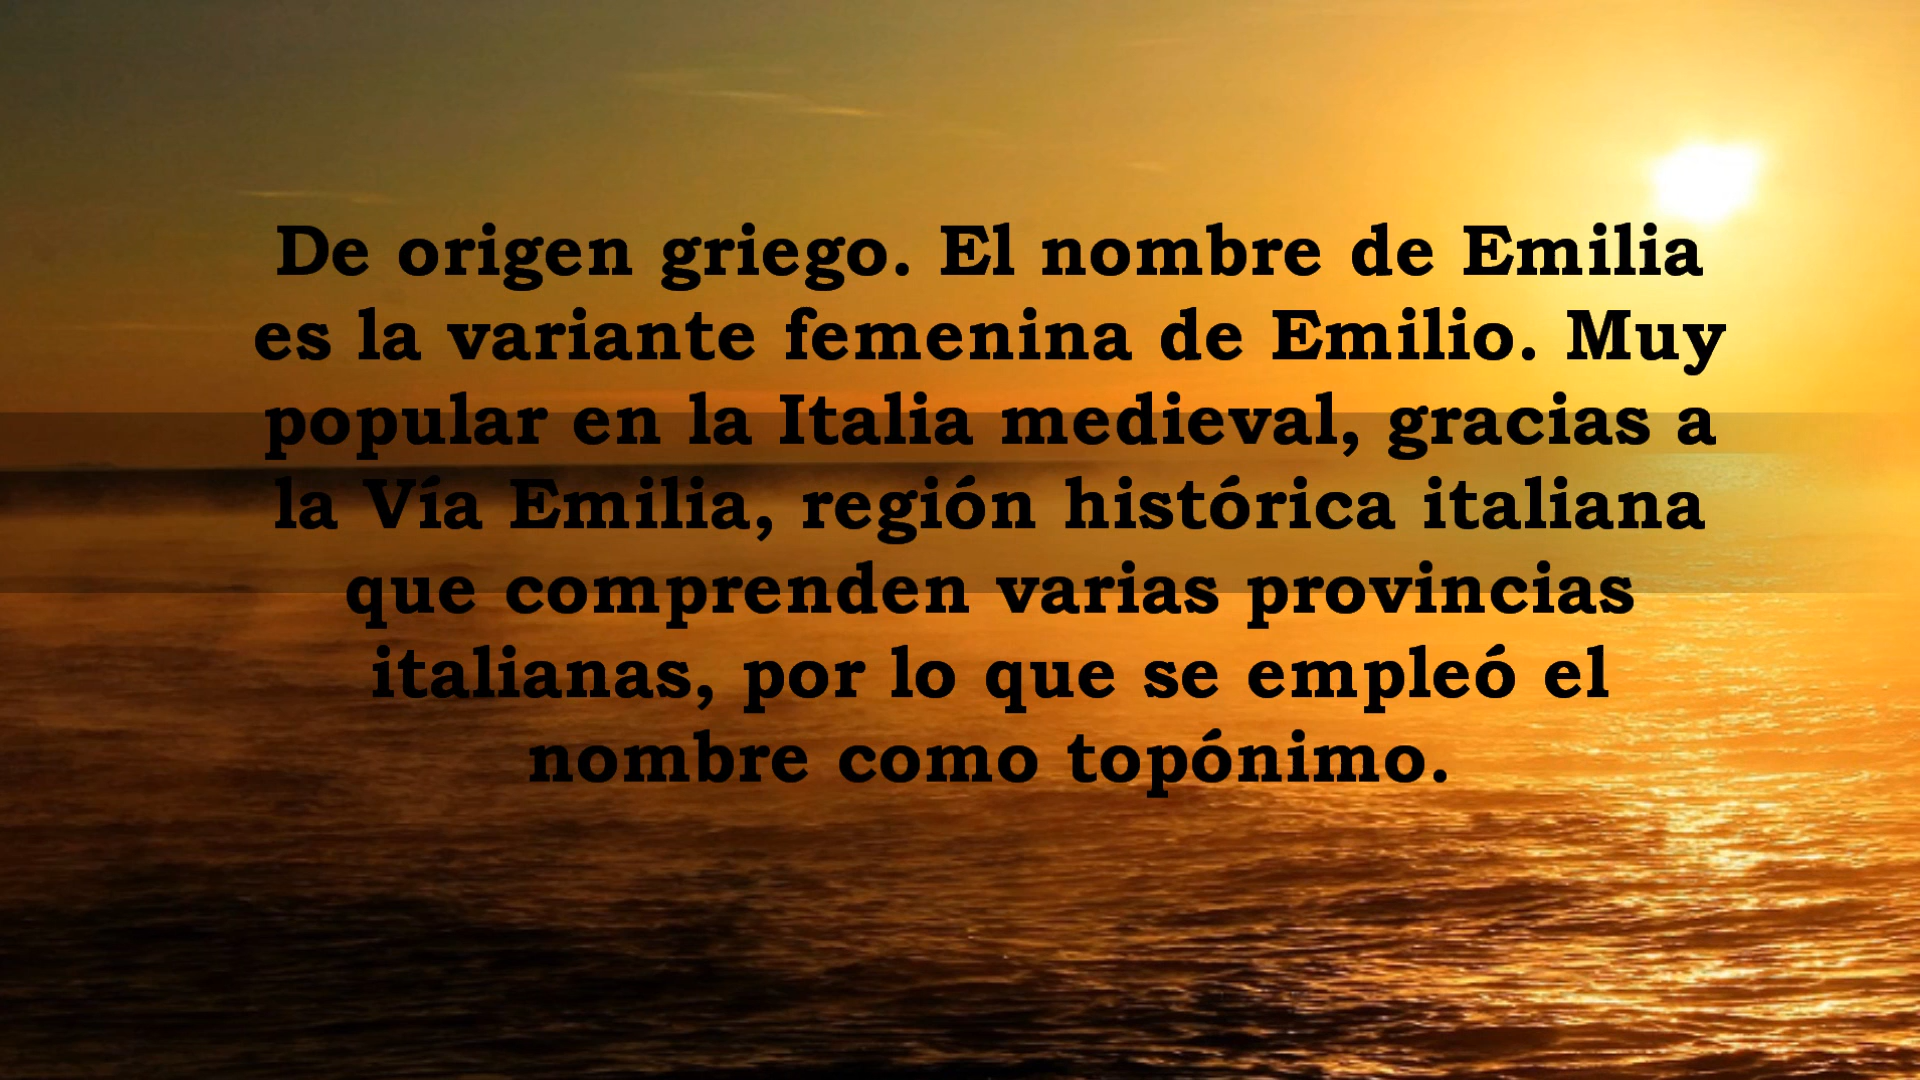 De origen griego. El nombre de Emilia
es la variante femenina de Emilio. Muy
popular en la Italia medieval, gracias a
la Vía Emilia, región histórica italiana
que comprenden varias provincias
italianas, por lo que se empleó el
nombre como topónimo.